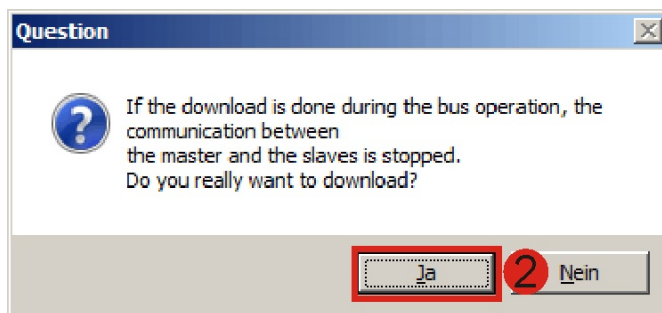 Question
If the download is done during the bus operation, the
communication between
the master and the slaves is stopped.
Do you really want to download?
Ja 2 Nein